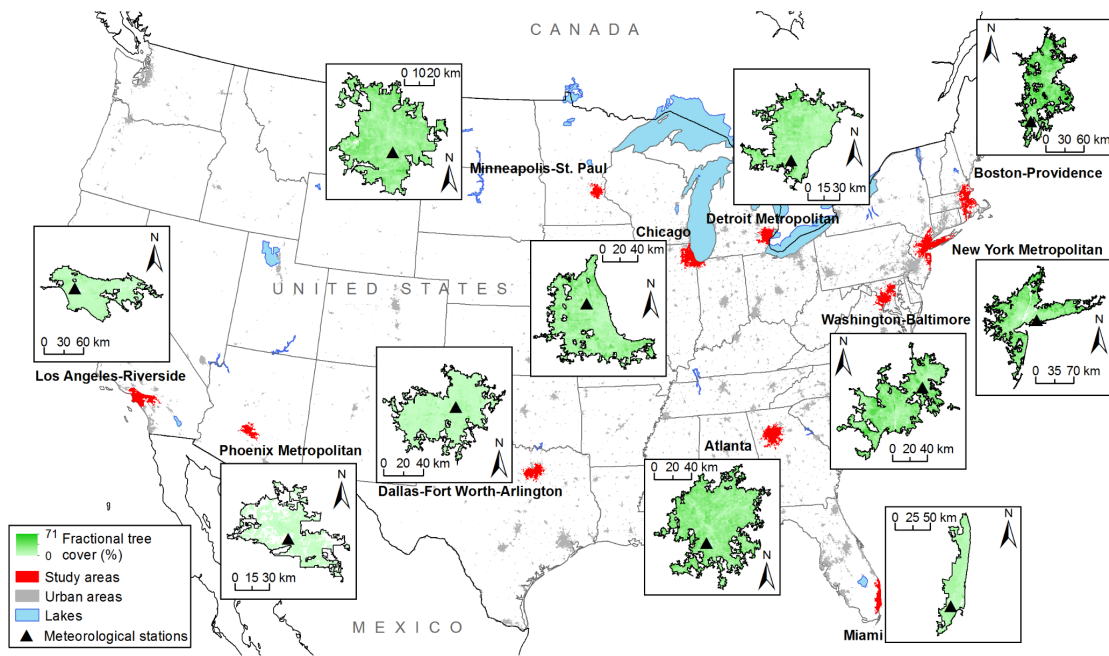 CANADA
0 10 20 km
N
Minneapolis-St. Paul
N
0 15 30 km
Detroit Metropolitan
N
0 30 60 km
Boston-Providence
Chicago
0 20 40 km
N
New York Metropolitan
N
0 35 70 km
N
0 30 60 km
Los Angeles-Riverside
UNITED STATES
Washington-Baltimore
N
0 20 40 km
Phoenix Metropolitan
N
0 15 30 km
0 20 40 km
N
Dallas-Fort Worth-Arlington
Atlanta
0 20 40 km
N
0 25 50 km
N
Miami
MEXICO
71 Fractional tree
0 cover (%)
Study areas
Urban areas
Lakes
Meteorological stations